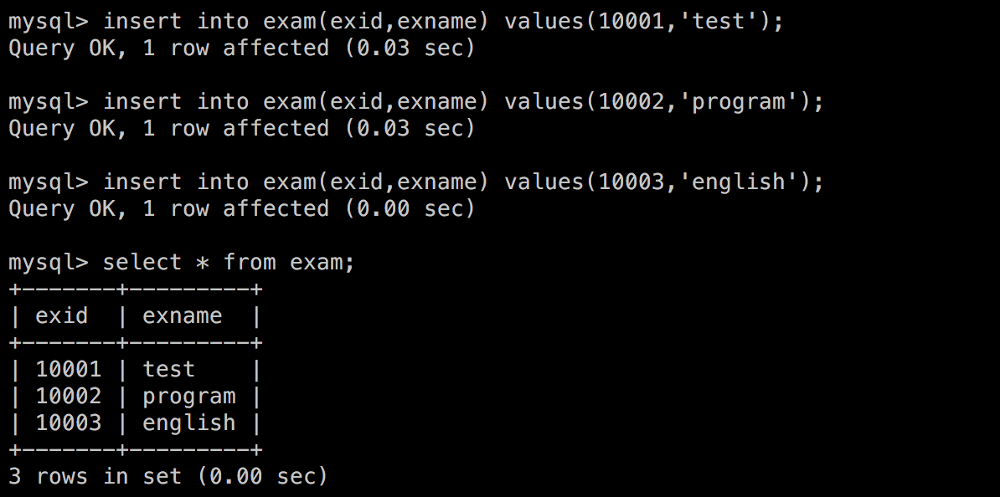 mysql> insert into exam(exid,exname) values(10001,'test');
Query OK, 1 row affected (0.03 sec)
mysql> insert into exam(exid,exname) values(10002,'program');
Query OK, 1 row affected (0.03 sec)
mysql> insert into exam(exid,exname) values(10003,'english');
Query OK, 1 row affected (0.00 sec)
mysql> select * from exam;
+-------+---------+
| exid  | exname  |
+-------+---------+
| 10001 | test    |
| 10002 | program |
| 10003 | english |
+-------+---------+
3 rows in set (0.00 sec)